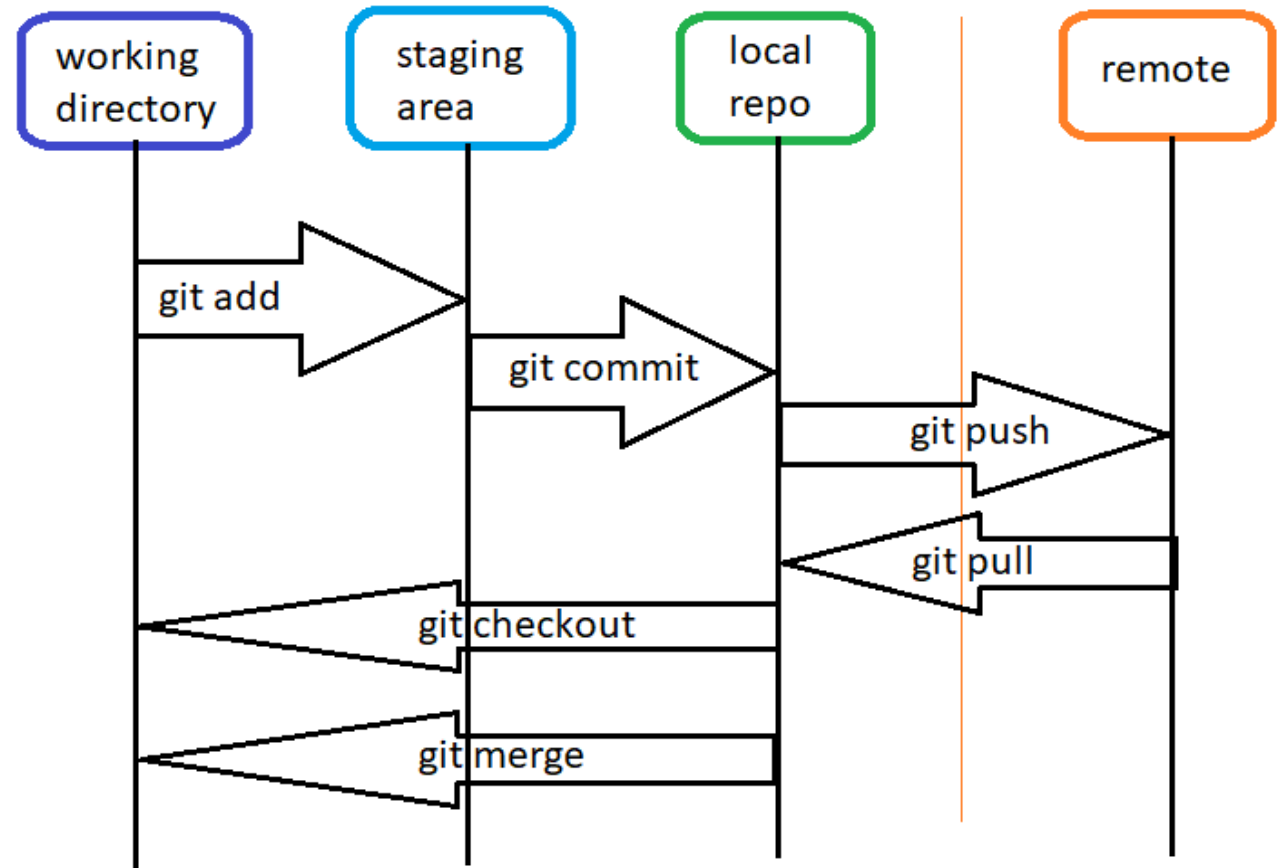 working
directory
staging
area
local
repo
remote
git add
git commit
git push
git pull
git checkout
git merge